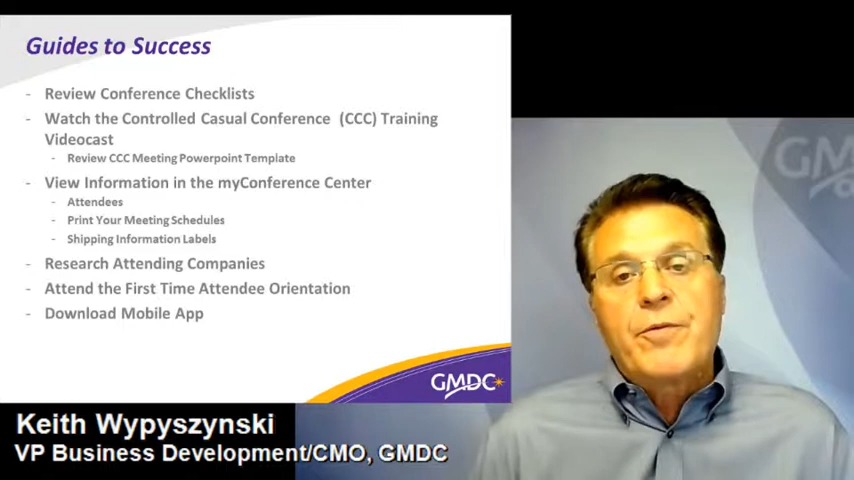 Guides to Success
- Review Conference Checklists
- Watch the Controlled Casual Conference (CCC) Training
Videocast
- Review CCC Meeting Powerpoint Template
- View Information in the myConference Center
- Attendees
- Print Your Meeting Schedules
- Shipping Information Labels
- Research Attending Companies
- Attend the First Time Attendee Orientation
- Download Mobile App
GMDC
Keith Wypyszynski
VP Business Development/CMO, GMDC
GM